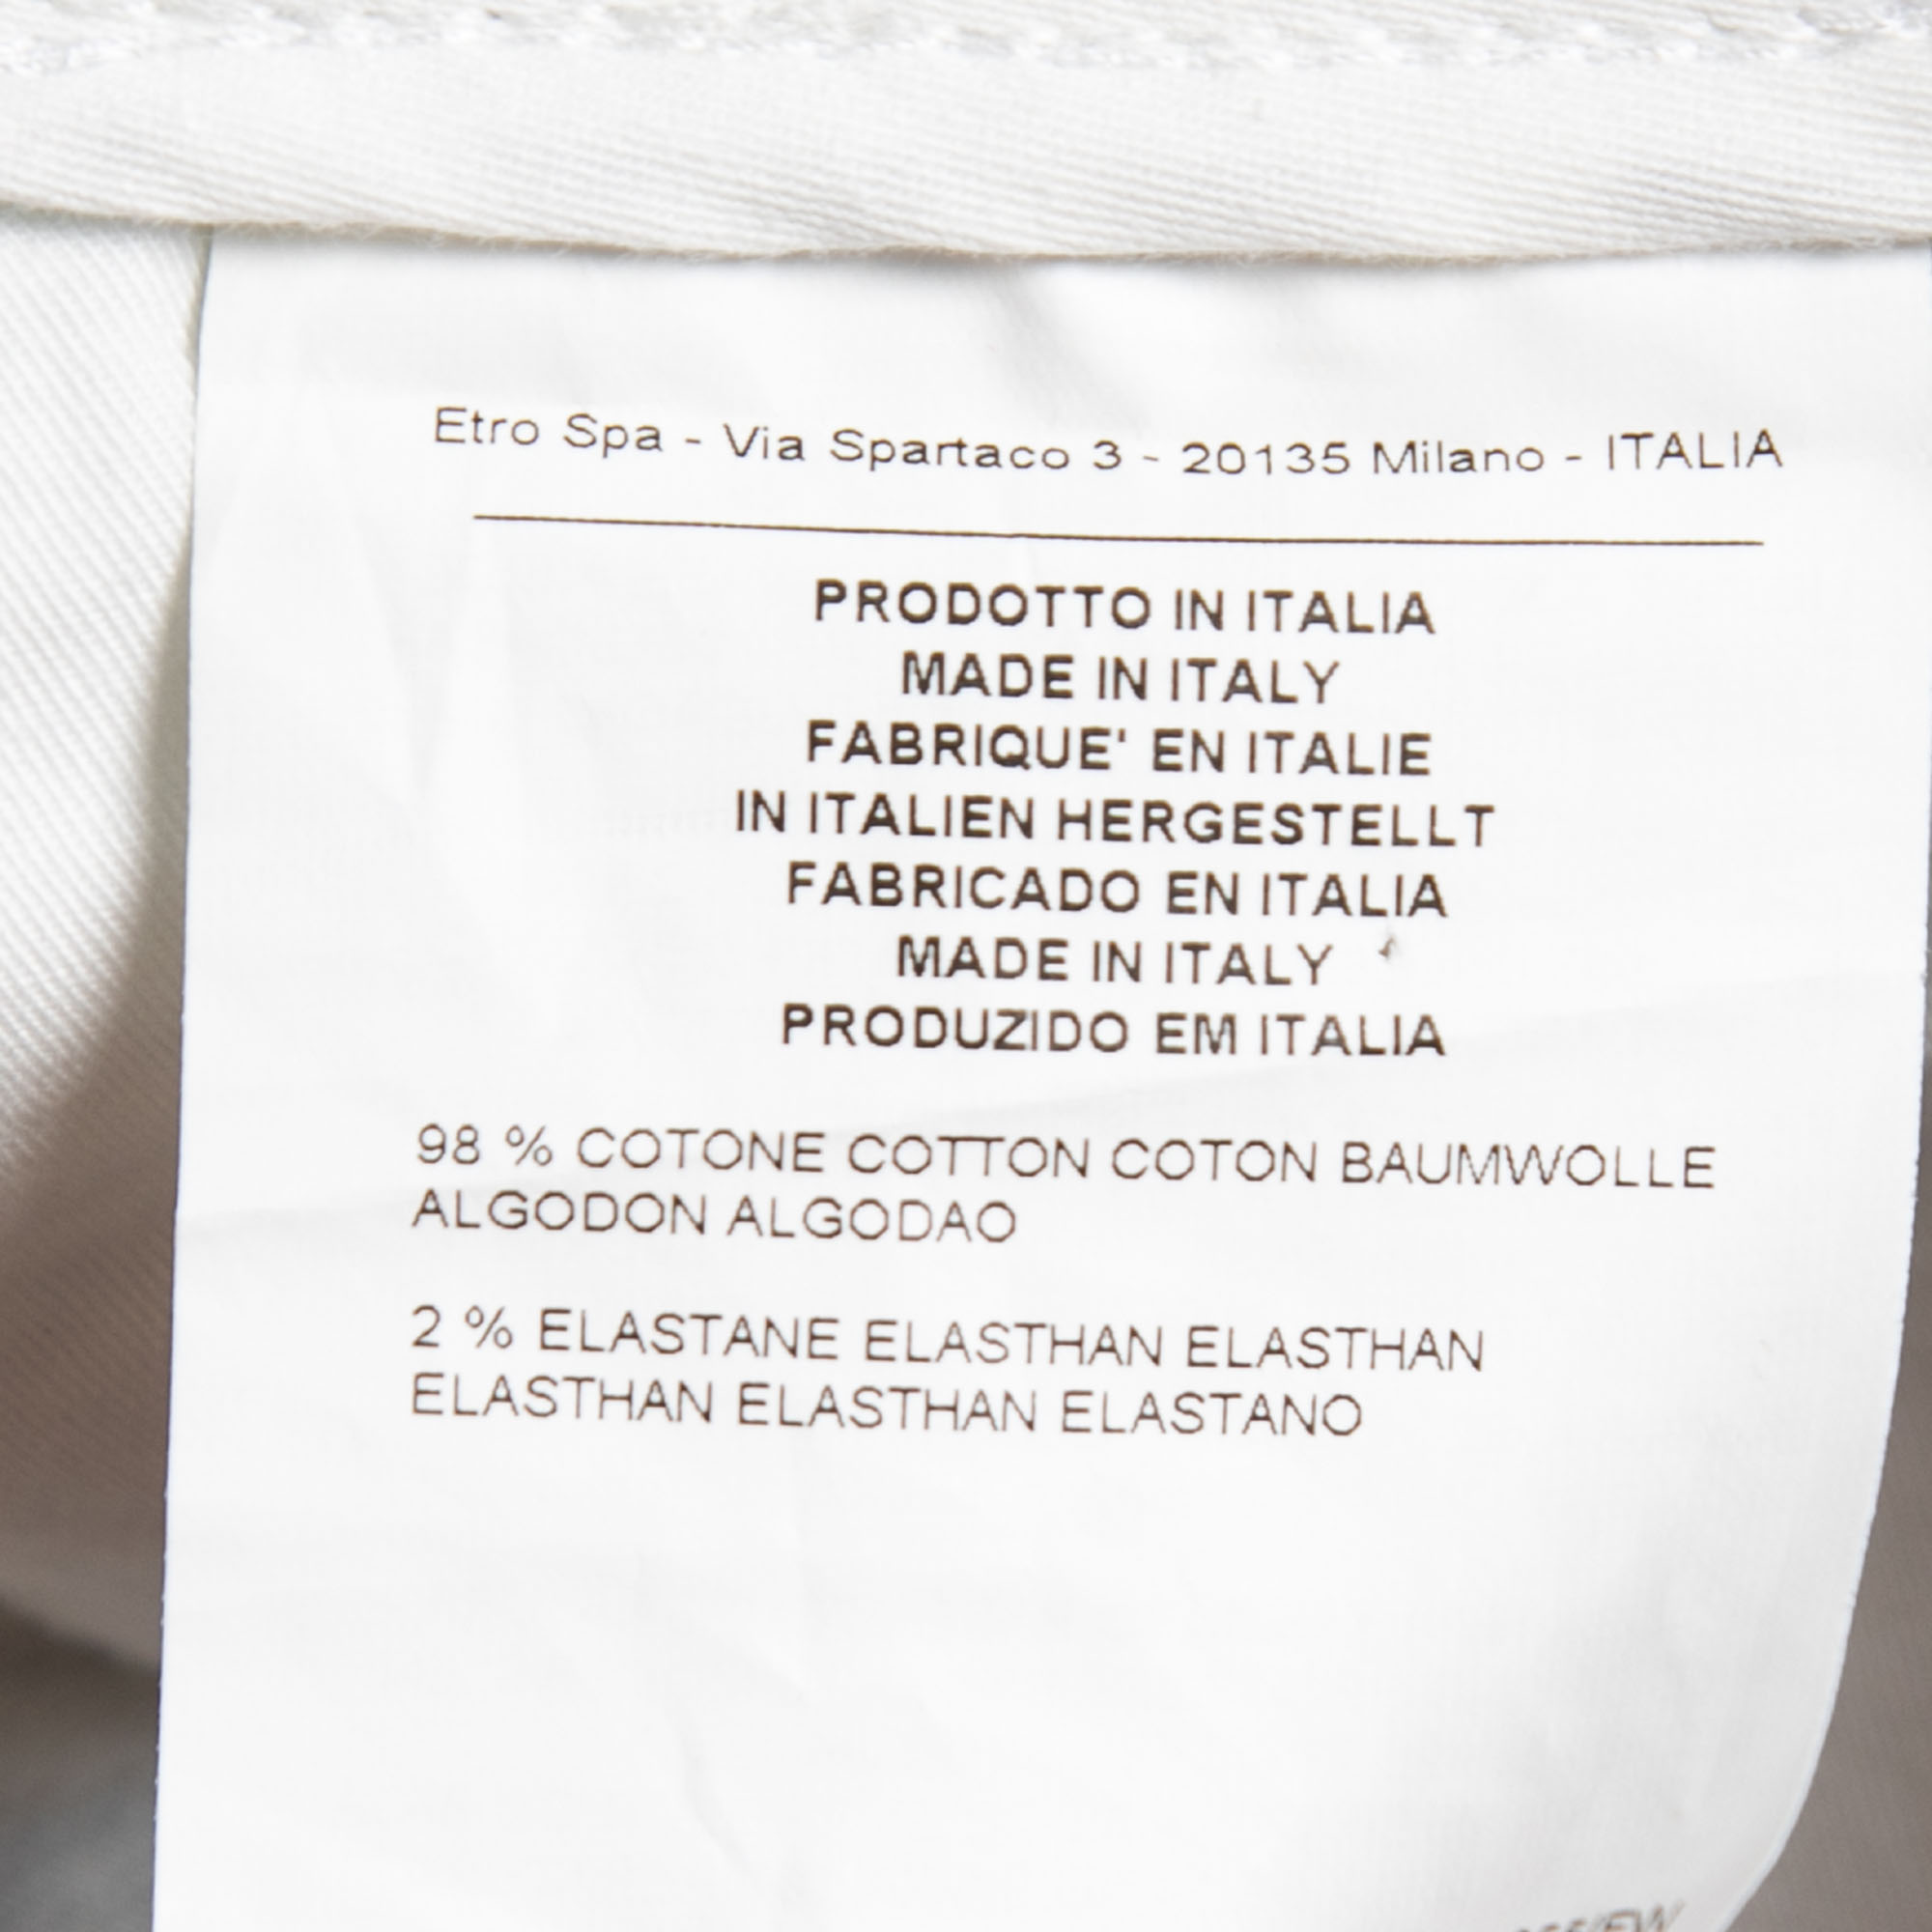 Etro Spa - Via Spartaco 3 - 20135 Milano - ITALIA
PRODOTTO IN ITALIA
MADE IN ITALY
FABRIQUE' EN ITALIE
IN ITALIEN HERGESTELLT
FABRICADO EN ITALIA
MADE IN ITALY
PRODUZIDO EM ITALIA
98 % COTONE COTTON COTON BAUMWOLLE
ALGODON ALGODAO
2 % ELASTANE ELASTHAN ELASTHAN
ELASTHAN ELASTHAN ELASTANO